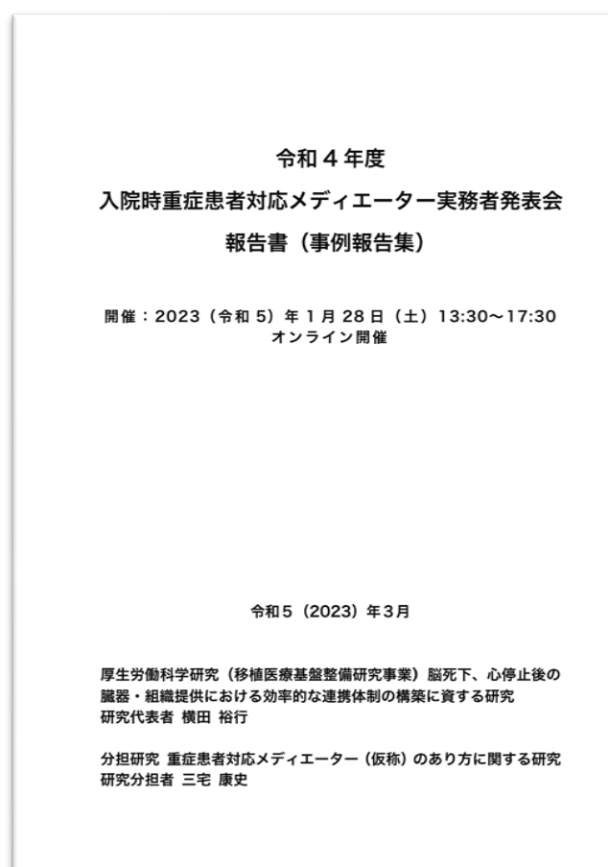 令和 4 年度
入院時重症患者対応メディエーター実務者発表会
報告書（事例報告集）
開催：2023（令和 5）年 1 月 28 日（土）13:30～17:30
オンライン開催
令和５（2023）年３月
厚生労働科学研究（移植医療基盤整備研究事業）脳死下、心停止後の
臓器・組織提供における効率的な連携体制の構築に資する研究
研究代表者 横田 裕行
分担研究 重症患者対応メディエーター（仮称）のあり方に関する研究
研究分担者 三宅 康史